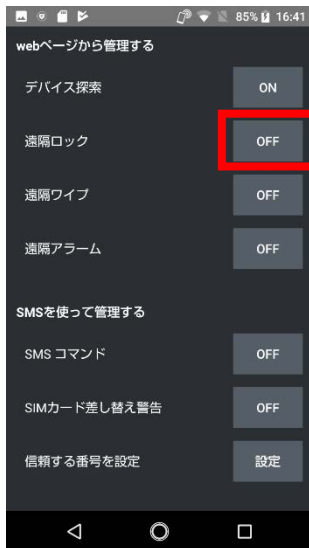 85% 16:41
webページから管理する
デバイス探索 ON
遠隔ロック OFF
遠隔ワイプ OFF
遠隔アラーム OFF
SMSを使って管理する
SMS コマンド OFF
SIMカード差し替え警告 OFF
信頼する番号を設定 設定